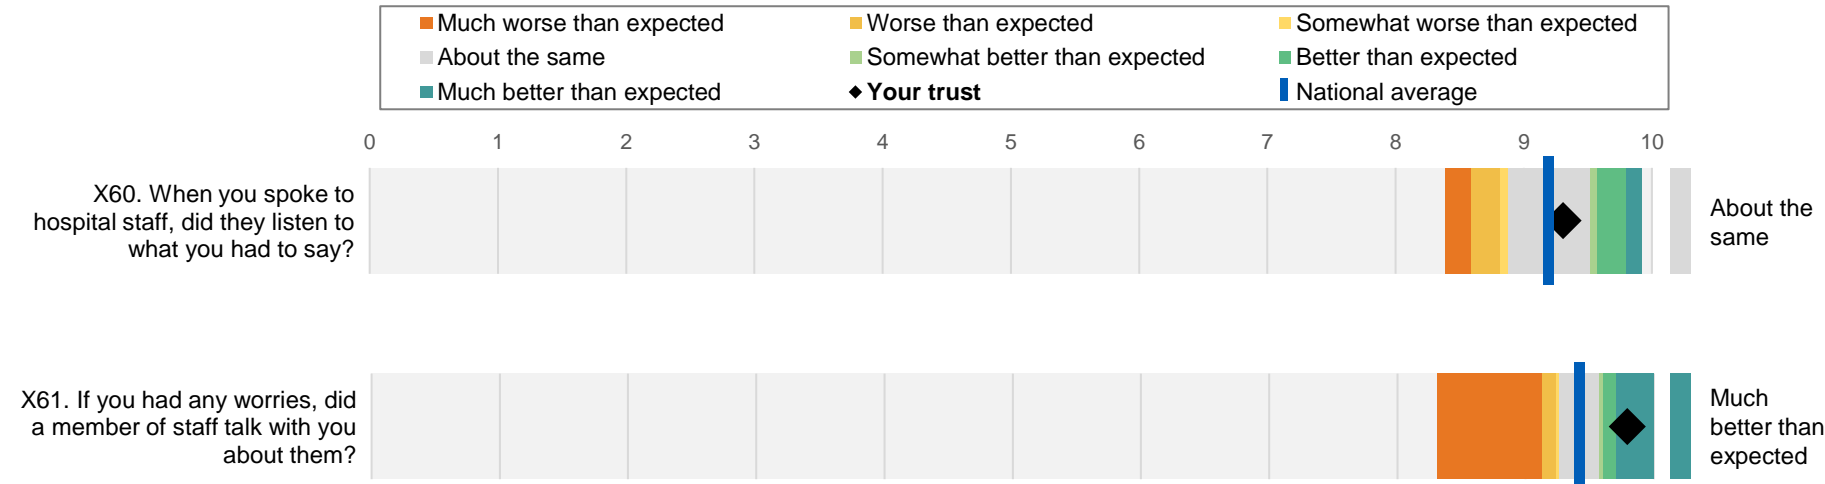 Much worse than expected
Worse than expected
Somewhat worse than expected
About the same
Somewhat better than expected
Better than expected
Much better than expected
Your trust
National average
0 1 2 3 4 5 6 7 8 9 10
X60. When you spoke to
hospital staff, did they listen to
what you had to say?
About the
same
X61. If you had any worries, did
a member of staff talk with you
about them?
Much
better than
expected